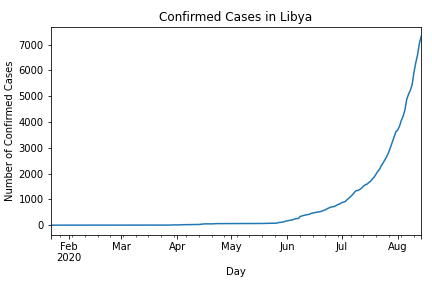 Confirmed Cases in Libya
Number of Confirmed Cases
7000
6000
5000
4000
3000
2000
1000
0
Feb Mar Apr May Jun Jul Aug
2020
Day